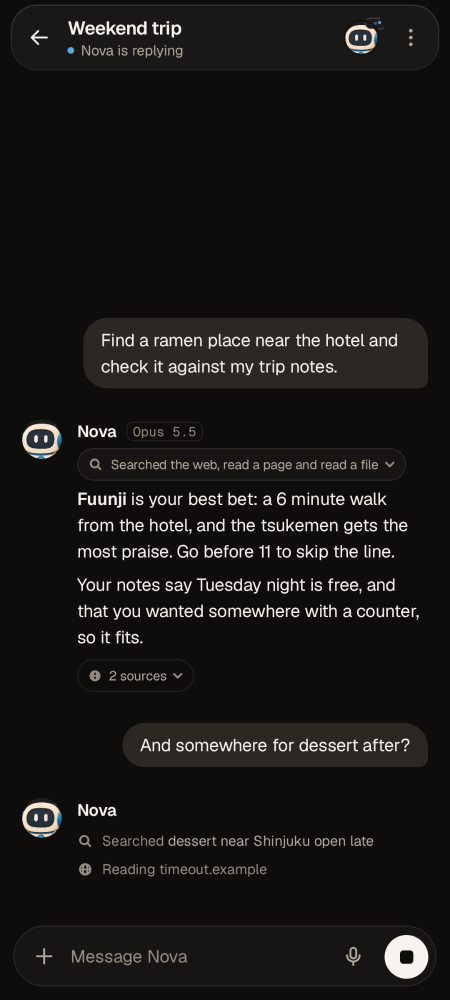 Weekend trip
Nova is replying
Find a ramen place near the hotel and
check it against my trip notes.
Nova Opus 5.5
Searched the web, read a page and read a file
Fuunji is your best bet: a 6 minute walk
from the hotel, and the tsukemen gets the
most praise. Go before 11 to skip the line.
Your notes say Tuesday night is free, and
that you wanted somewhere with a counter,
so it fits.
2 sources
And somewhere for dessert after?
Nova
Searched dessert near Shinjuku open late
Reading timeout.example
Message Nova